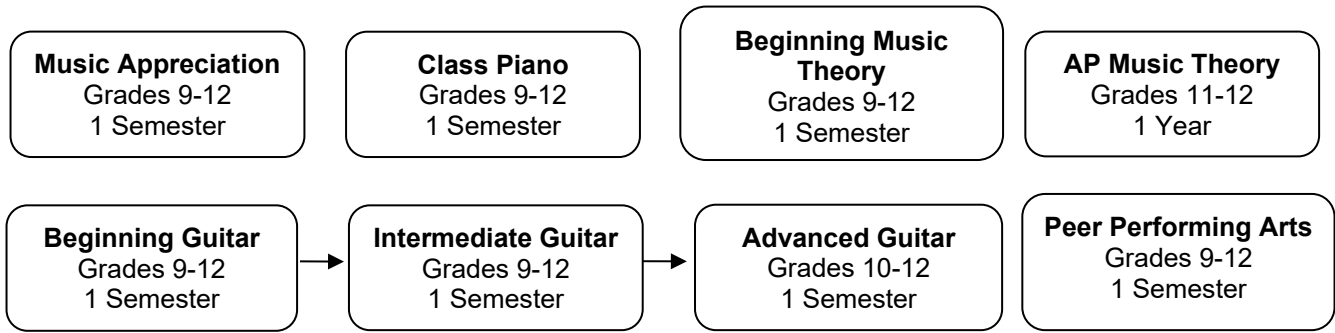 Music Appreciation
Grades 9-12
1 Semester
Class Piano
Grades 9-12
1 Semester
Beginning Music
Theory
Grades 9-12
1 Semester
AP Music Theory
Grades 11-12
1 Year
Beginning Guitar
Grades 9-12
1 Semester
Intermediate Guitar
Grades 9-12
1 Semester
Advanced Guitar
Grades 10-12
1 Semester
Peer Performing Arts
Grades 9-12
1 Semester